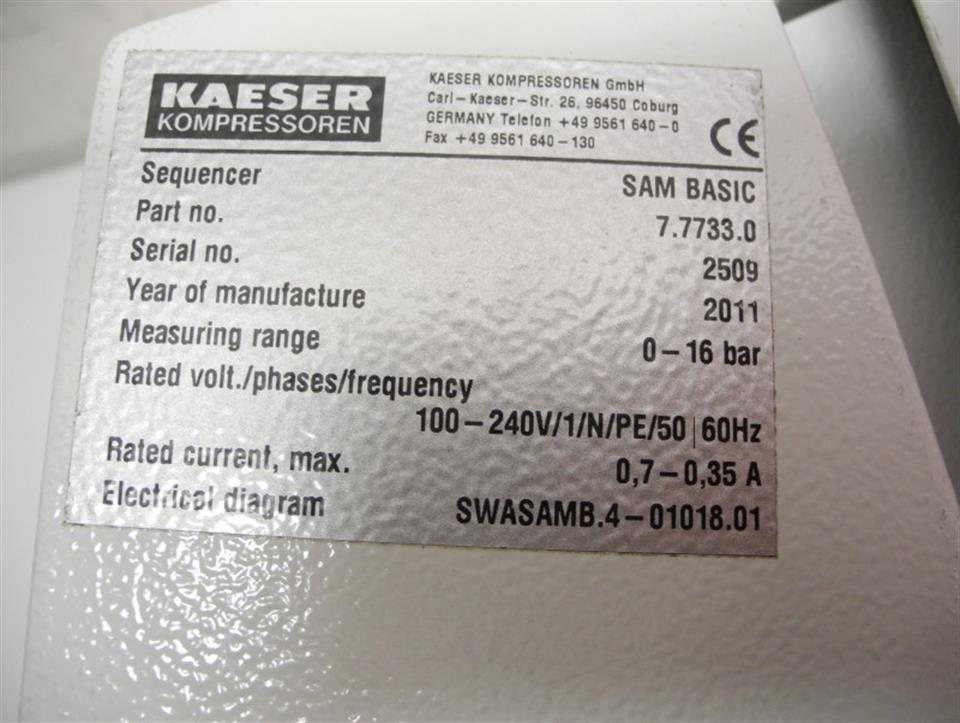 KAESER
KOMPRESSOREN
KAESER KOMPRESSOREN GmbH
Carl–Kaeser–Str. 26, 96450 Coburg
GERMANY Telefon +49 9561 640–0
Fax +49 9561 640–130
CE
Sequencer SAM BASIC
Part no. 7.7733.0
Serial no. 2509
Year of manufacture 2011
Measuring range 0–16 bar
Rated volt./phases/frequency
100–240V/1/N/PE/50|60Hz
Rated current, max. 0,7–0,35 A
Electrical diagram SWASAMB.4–01018.01